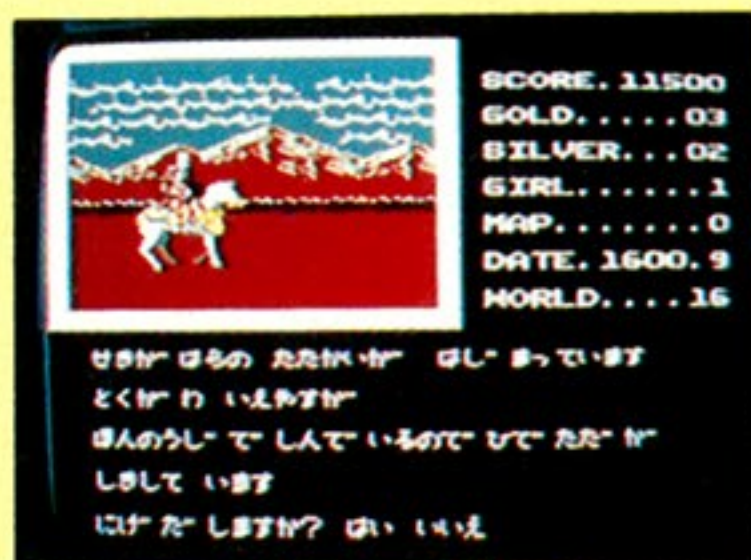 SCORE.11500
GOLD.....03
SILVER...02
GIRL......1
MAP.......0
DATE.1600.9
WORLD....16
せきが はらの たたかいが はじ まっています
とくが わ いえやすが
ほんのうじ で しんで いるので ひで ただ が
しきして います
にげ だ しますか? はい いいえ